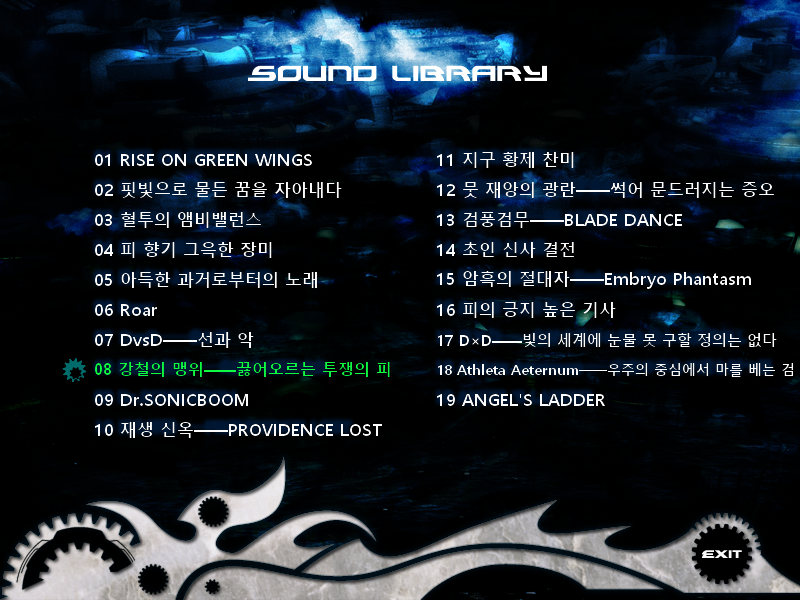 SOUND LIBRARY
01 RISE ON GREEN WINGS
02 핏빛으로 물든 꿈을 자아내다
03 혈투의 앰비밸런스
04 피 향기 그윽한 장미
05 아득한 과거로부터의 노래
06 Roar
07 DvsD――선과 악
08 강철의 맹위――끓어오르는 투쟁의 피
09 Dr.SONICBOOM
10 재생 신옥――PROVIDENCE LOST
11 지구 황제 찬미
12 뭇 재앙의 광란――썩어 문드러지는 증오
13 검풍검무――BLADE DANCE
14 초인 신사 결전
15 암흑의 절대자――Embryo Phantasm
16 피의 긍지 높은 기사
17 D×D――빛의 세계에 눈물 못 구할 정의는 없다
18 Athleta Aeternum――우주의 중심에서 마를 베는 검
19 ANGEL'S LADDER
EXIT